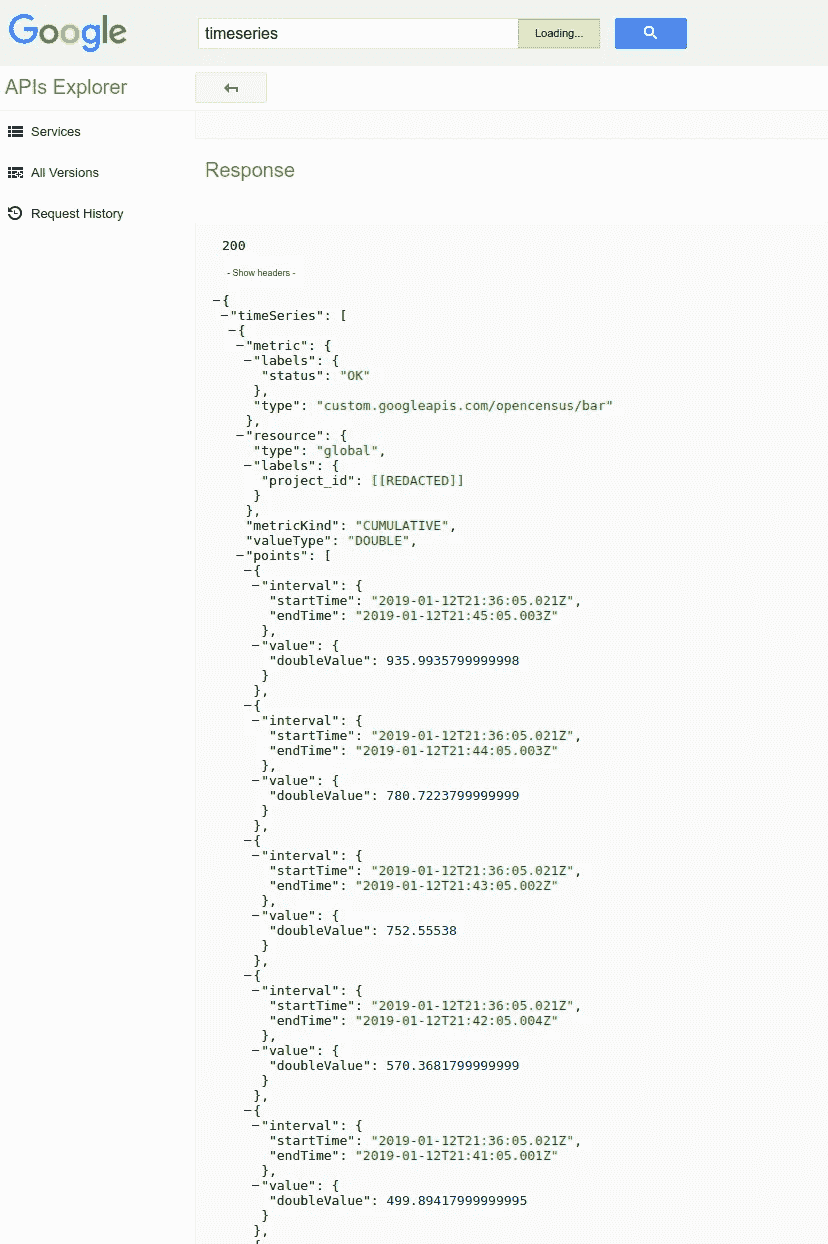 Google
timeseries
Loading...
APIs Explorer
Services
All Versions
Request History
Response
200
- Show headers -
{
"timeSeries": [
{
"metric": {
"labels": {
"status": "OK"
},
"type": "custom.googleapis.com/opencensus/bar"
},
"resource": {
"type": "global",
"labels": {
"project_id": [[REDACTED]]
}
},
"metricKind": "CUMULATIVE",
"valueType": "DOUBLE",
"points": [
{
"interval": {
"startTime": "2019-01-12T21:36:05.021Z",
"endTime": "2019-01-12T21:45:05.003Z"
},
"value": {
"doubleValue": 935.9935799999998
}
},
{
"interval": {
"startTime": "2019-01-12T21:36:05.021Z",
"endTime": "2019-01-12T21:44:05.003Z"
},
"value": {
"doubleValue": 780.7223799999999
}
},
{
"interval": {
"startTime": "2019-01-12T21:36:05.021Z",
"endTime": "2019-01-12T21:43:05.002Z"
},
"value": {
"doubleValue": 752.55538
}
},
{
"interval": {
"startTime": "2019-01-12T21:36:05.021Z",
"endTime": "2019-01-12T21:42:05.004Z"
},
"value": {
"doubleValue": 570.3681799999999
}
},
{
"interval": {
"startTime": "2019-01-12T21:36:05.021Z",
"endTime": "2019-01-12T21:41:05.001Z"
},
"value": {
"doubleValue": 499.89417999999995
}
},